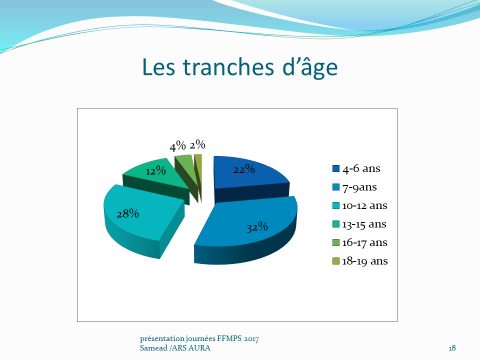 Les tranches d’âge
4% 2%
12%
22%
28%
32%
4-6 ans
7-9ans
10-12 ans
13-15 ans
16-17 ans
18-19 ans
présentation journées FFMPS 2017
Samead /ARS AURA
18